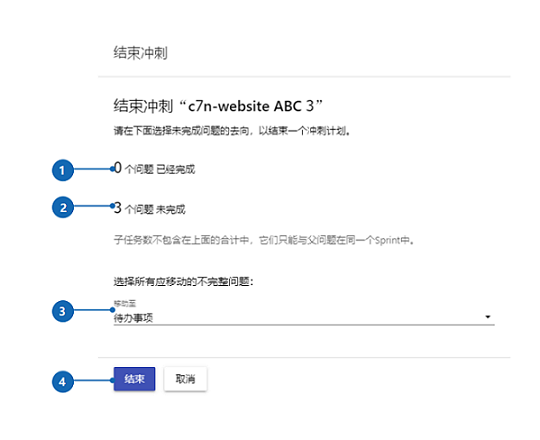 结束冲刺
结束冲刺“c7n-website ABC 3”
请在下面选择未完成问题的去向，以结束一个冲刺计划。
1 0 个问题 已经完成
2 3 个问题 未完成
子任务数不包含在上面的合计中，它们只能与父问题在同一个Sprint中。
选择所有应移动的不完整问题：
移动至
3 待办事项
4 结束 取消